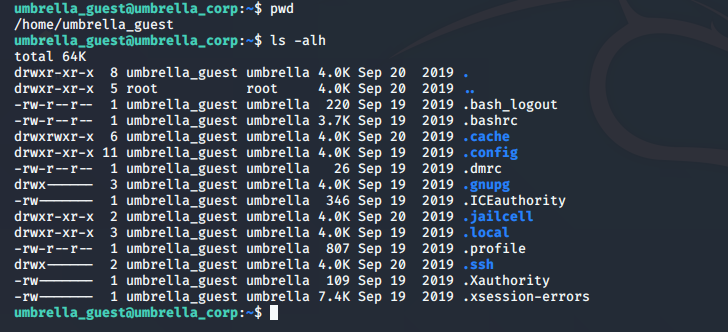 umbrella_guest@umbrella_corp:~$ pwd
/home/umbrella_guest
umbrella_guest@umbrella_corp:~$ ls -alh
total 64K
drwxr-xr-x  8 umbrella_guest umbrella 4.0K Sep 20  2019 .
drwxr-xr-x  5 root           root     4.0K Sep 20  2019 ..
-rw-r--r--  1 umbrella_guest umbrella  220 Sep 19  2019 .bash_logout
-rw-r--r--  1 umbrella_guest umbrella 3.7K Sep 19  2019 .bashrc
drwxrwxr-x  6 umbrella_guest umbrella 4.0K Sep 20  2019 .cache
drwxr-xr-x 11 umbrella_guest umbrella 4.0K Sep 19  2019 .config
-rw-r--r--  1 umbrella_guest umbrella   26 Sep 19  2019 .dmrc
drwx------  3 umbrella_guest umbrella 4.0K Sep 19  2019 .gnupg
-rw-------  1 umbrella_guest umbrella  346 Sep 19  2019 .ICEauthority
drwxr-xr-x  2 umbrella_guest umbrella 4.0K Sep 20  2019 .jailcell
drwxr-xr-x  3 umbrella_guest umbrella 4.0K Sep 19  2019 .local
-rw-r--r--  1 umbrella_guest umbrella  807 Sep 19  2019 .profile
drwx------  2 umbrella_guest umbrella 4.0K Sep 20  2019 .ssh
-rw-------  1 umbrella_guest umbrella  109 Sep 19  2019 .Xauthority
-rw-------  1 umbrella_guest umbrella 7.4K Sep 19  2019 .xsession-errors
umbrella_guest@umbrella_corp:~$